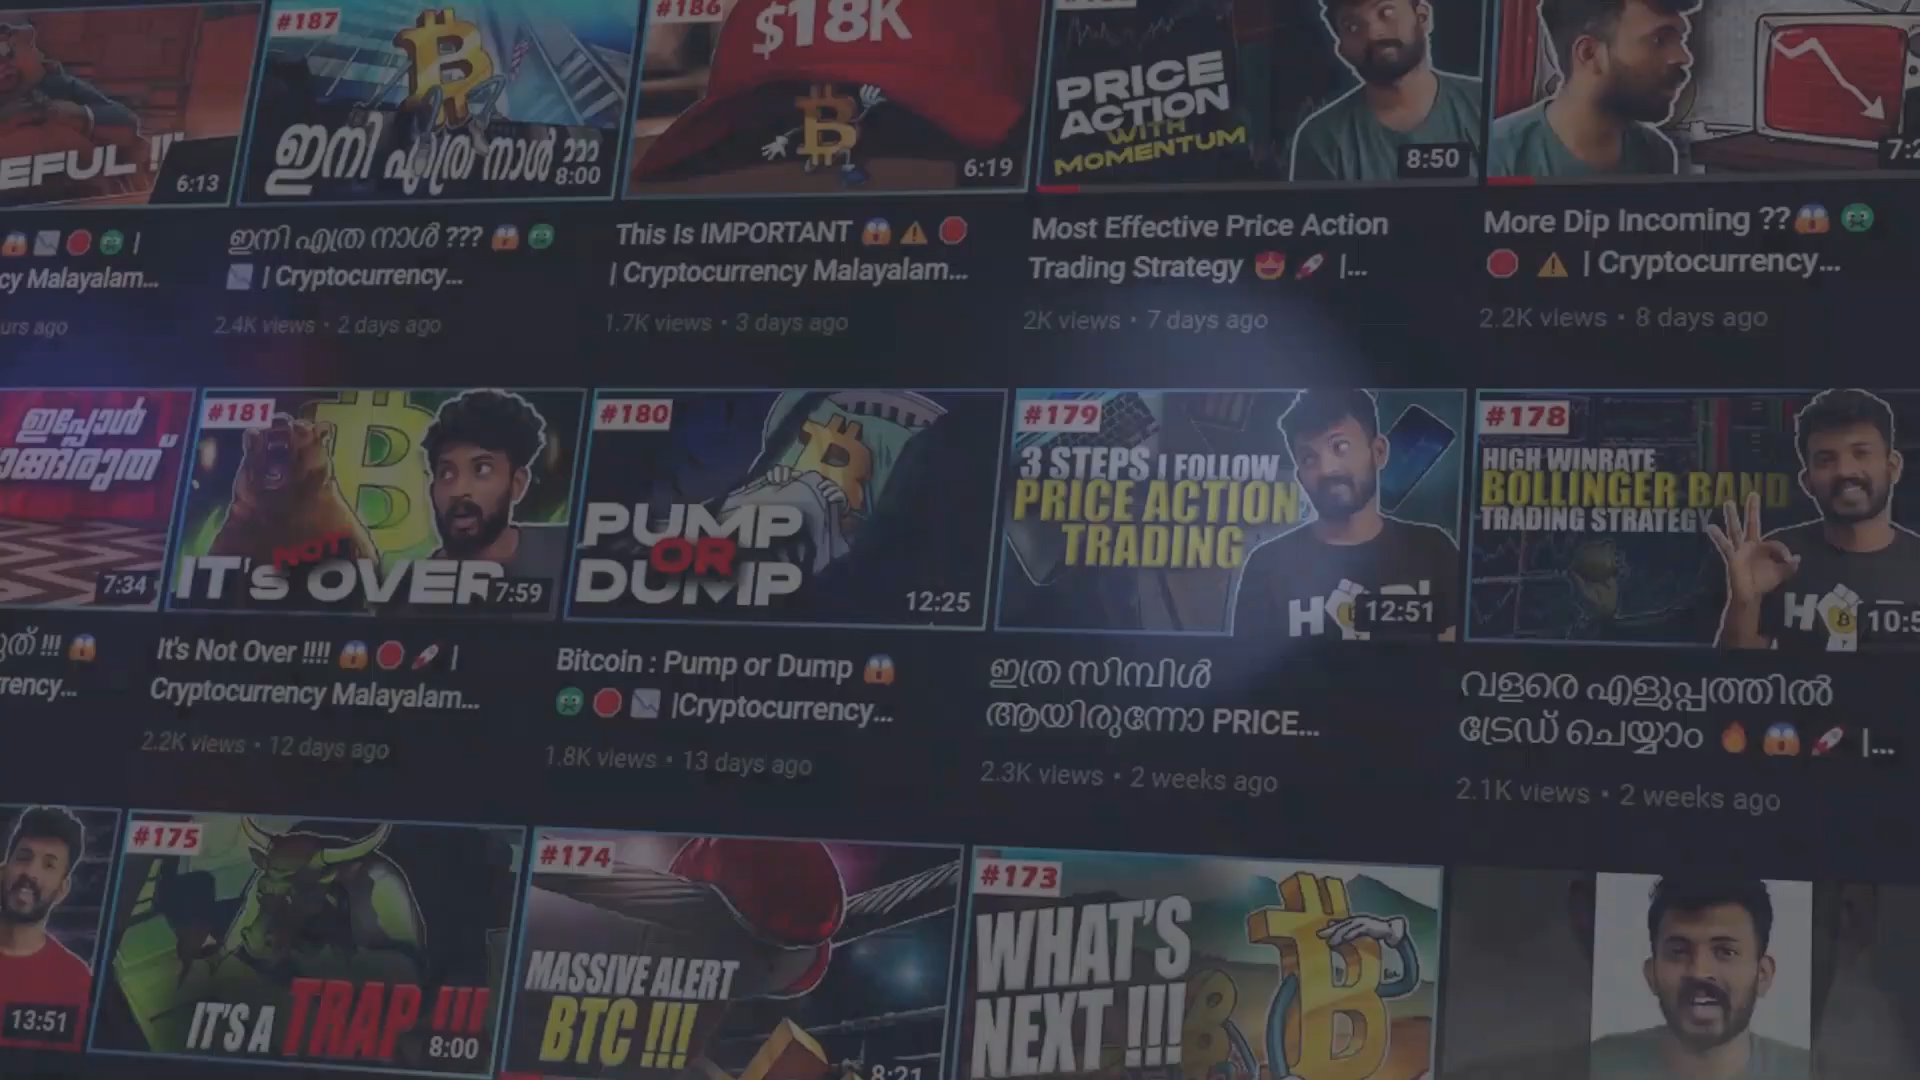 #187
#186
$18K
PRICE
ACTION
WITH
MOMENTUM
EFUL !!
6:13
ഇനി എത്ര നാൾ ???
8:00
6:19
8:50
ഇനി എത്ര നാൾ ???
| Cryptocurrency...
2.4K views • 2 days ago
This Is IMPORTANT
| Cryptocurrency Malayalam...
1.7K views • 3 days ago
Most Effective Price Action
Trading Strategy |...
2K views • 7 days ago
More Dip Incoming ??
| Cryptocurrency...
2.2K views • 8 days ago
|
cy Malayalam...
urs ago
ഇപ്പോൾ
7:34
#181
NOT
IT's OVER
7:59
#180
PUMP
OR
DUMP
12:25
#179
3 STEPS I FOLLOW
PRICE ACTION
TRADING
12:51
#178
HIGH WINRATE
BOLLINGER BAND
TRADING STRATEGY
10:5
rency...
It's Not Over !!!! |
Cryptocurrency Malayalam...
2.2K views • 12 days ago
Bitcoin : Pump or Dump
|Cryptocurrency...
1.8K views • 13 days ago
ഇത്ര സിമ്പിൾ
ആയിരുന്നോ PRICE...
2.3K views • 2 weeks ago
വളരെ എളുപ്പത്തിൽ
ട്രേഡ് ചെയ്യാം |...
2.1K views • 2 weeks ago
13:51
#175
IT'S A TRAP !!!
8:00
#174
MASSIVE ALERT
BTC !!!
8:21
#173
WHAT'S
NEXT !!!